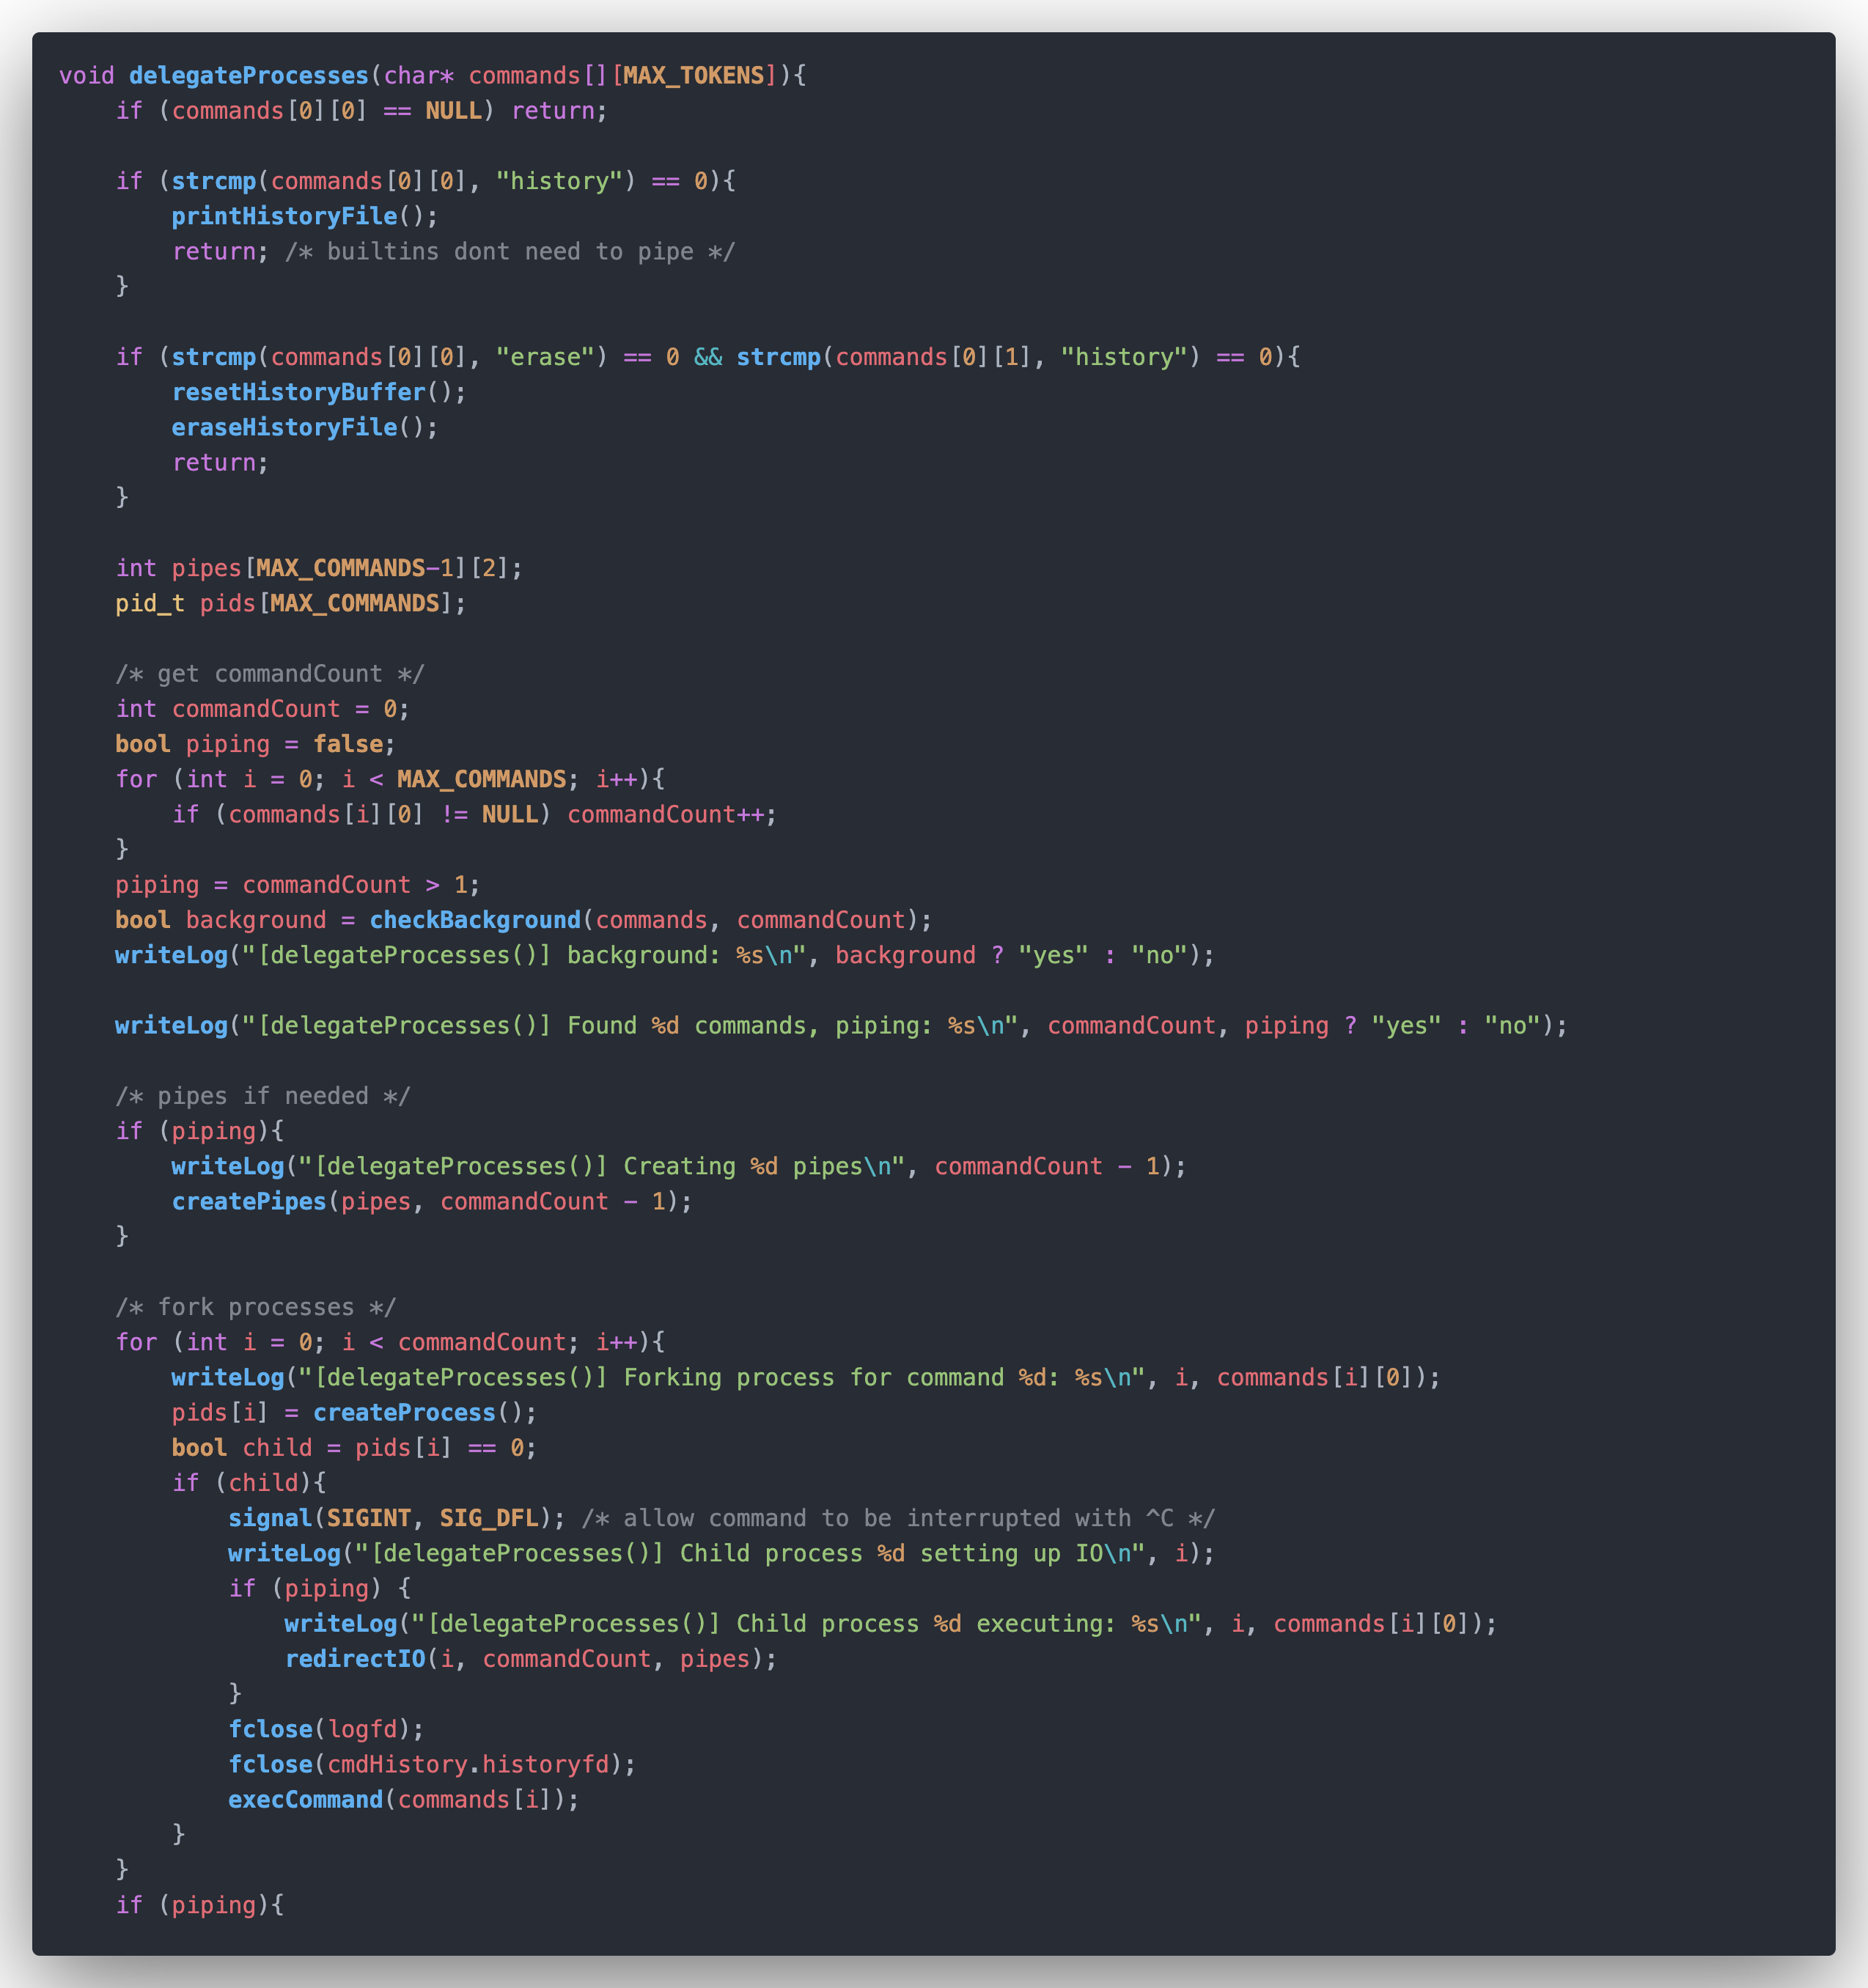 void delegateProcesses(char* commands[][MAX_TOKENS]){
    if (commands[0][0] == NULL) return;

    if (strcmp(commands[0][0], "history") == 0){
        printHistoryFile();
        return; /* builtins dont need to pipe */
    }

    if (strcmp(commands[0][0], "erase") == 0 && strcmp(commands[0][1], "history") == 0){
        resetHistoryBuffer();
        eraseHistoryFile();
        return;
    }

    int pipes[MAX_COMMANDS-1][2];
    pid_t pids[MAX_COMMANDS];

    /* get commandCount */
    int commandCount = 0;
    bool piping = false;
    for (int i = 0; i < MAX_COMMANDS; i++){
        if (commands[i][0] != NULL) commandCount++;
    }
    piping = commandCount > 1;
    bool background = checkBackground(commands, commandCount);
    writeLog("[delegateProcesses()] background: %s\n", background ? "yes" : "no");

    writeLog("[delegateProcesses()] Found %d commands, piping: %s\n", commandCount, piping ? "yes" : "no");

    /* pipes if needed */
    if (piping){
        writeLog("[delegateProcesses()] Creating %d pipes\n", commandCount - 1);
        createPipes(pipes, commandCount - 1);
    }

    /* fork processes */
    for (int i = 0; i < commandCount; i++){
        writeLog("[delegateProcesses()] Forking process for command %d: %s\n", i, commands[i][0]);
        pids[i] = createProcess();
        bool child = pids[i] == 0;
        if (child){
            signal(SIGINT, SIG_DFL); /* allow command to be interrupted with ^C */
            writeLog("[delegateProcesses()] Child process %d setting up IO\n", i);
            if (piping) {
                writeLog("[delegateProcesses()] Child process %d executing: %s\n", i, commands[i][0]);
                redirectIO(i, commandCount, pipes);
            }
            fclose(logfd);
            fclose(cmdHistory.historyfd);
            execCommand(commands[i]);
        }
    }
    if (piping){